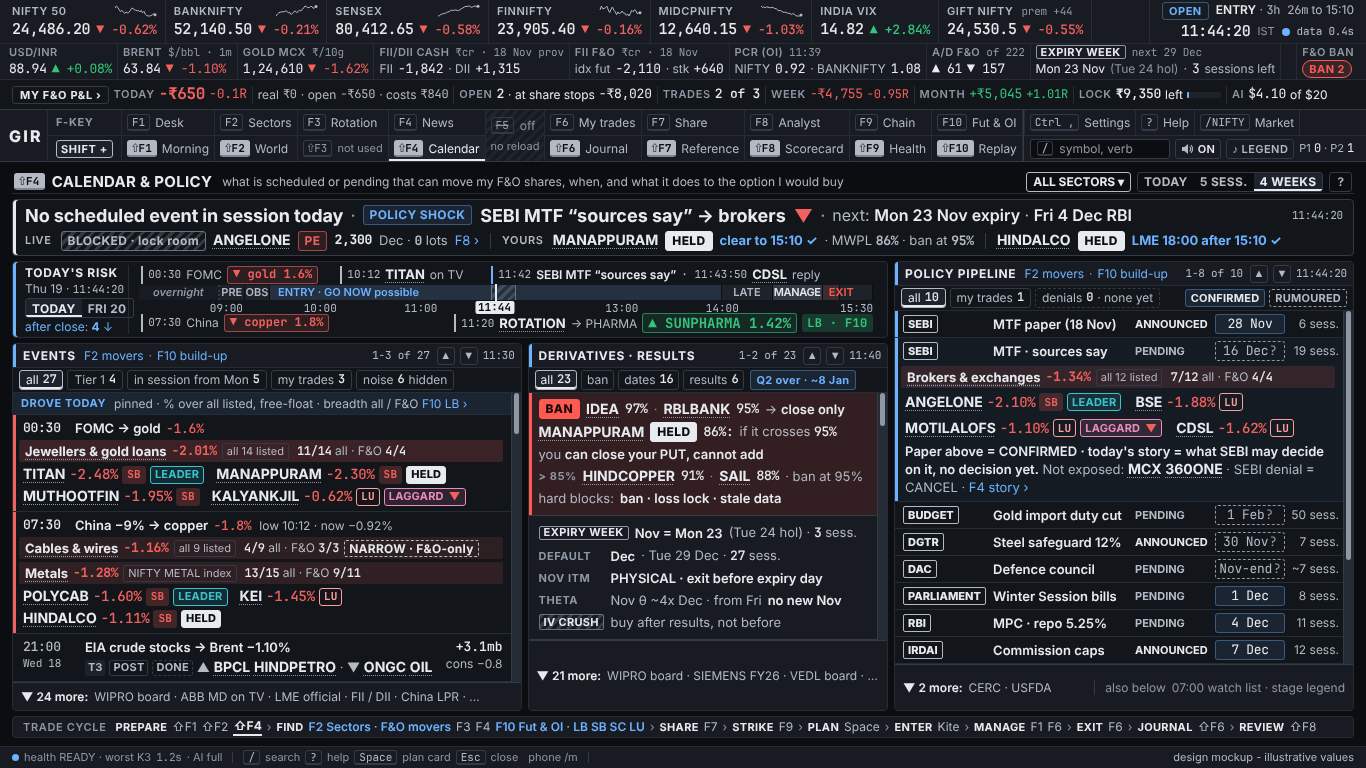 NIFTY 50 BANKNIFTY SENSEX FINNIFTY MIDCPNIFTY INDIA VIX GIFT NIFTY prem +44 OPEN ENTRY · 3h 26m to 15:10
24,486.20 ▼ -0.62% 52,140.50 ▼ -0.21% 80,412.65 ▼ -0.58% 23,905.40 ▼ -0.16% 12,640.15 ▼ -1.03% 14.82 ▲ +2.84% 24,530.5 ▼ -0.55% 11:44:20 IST ● data 0.4s
USD/INR BRENT $/bbl · 1m GOLD MCX ₹/10g FII/DII CASH ₹cr · 18 Nov prov FII F&O ₹cr · 18 Nov PCR (OI) 11:39 A/D F&O of 222 EXPIRY WEEK next 29 Dec F&O BAN
88.94 ▲ +0.08% 63.84 ▼ -1.10% 1,24,610 ▼ -1.62% FII -1,842 · DII +1,315 idx fut -2,110 · stk +640 NIFTY 0.92 · BANKNIFTY 1.08 ▲ 61 ▼ 157 Mon 23 Nov (Tue 24 hol) · 3 sessions left BAN 2
MY F&O P&L › TODAY -₹650 -0.1R real ₹0 · open -₹650 · costs ₹840 OPEN 2 · at share stops -₹8,020 TRADES 2 of 3 WEEK -₹4,755 -0.95R MONTH +₹5,045 +1.01R LOCK ₹9,350 left AI $4.10 of $20
GIR F-KEY F1 Desk F2 Sectors F3 Rotation F4 News F5 off F6 My trades F7 Share F8 Analyst F9 Chain F10 Fut & OI Ctrl , Settings ? Help /NIFTY Market
SHIFT + ⇧F1 Morning ⇧F2 World ⇧F3 not used ⇧F4 Calendar no reload ⇧F6 Journal ⇧F7 Reference ⇧F8 Scorecard ⇧F9 Health ⇧F10 Replay / symbol, verb ON ♪ LEGEND P1 0 · P2 1
⇧F4 CALENDAR & POLICY what is scheduled or pending that can move my F&O shares, when, and what it does to the option I would buy ALL SECTORS ▾ TODAY 5 SESS. 4 WEEKS ?
No scheduled event in session today · POLICY SHOCK SEBI MTF “sources say” → brokers ▼ · next: Mon 23 Nov expiry · Fri 4 Dec RBI 11:44:20
LIVE BLOCKED · lock room ANGELONE PE 2,300 Dec · 0 lots F8 › YOURS MANAPPURAM HELD clear to 15:10 ✓ · MWPL 86% · ban at 95% HINDALCO HELD LME 18:00 after 15:10 ✓
TODAY'S RISK
Thu 19 · 11:44:20
TODAY FRI 20
after close: 4 ↓
00:30 FOMC ▼ gold 1.6% 10:12 TITAN on TV 11:42 SEBI MTF “sources say” · 11:43:50 CDSL reply
overnight PRE OBS ENTRY · GO NOW possible LATE MANAGE EXIT
09:00 10:00 11:00 11:44 13:00 14:00 15:30
07:30 China ▼ copper 1.8% 11:20 ROTATION → PHARMA ▲ SUNPHARMA 1.42% LB · F10
EVENTS F2 movers · F10 build-up 1-3 of 27 ▲ ▼ 11:30
all 27 Tier 1 4 in session from Mon 5 my trades 3 noise 6 hidden
DROVE TODAY pinned · % over all listed, free-float · breadth all / F&O F10 LB ›
00:30 FOMC → gold -1.6%
Jewellers & gold loans -2.01% all 14 listed 11/14 all · F&O 4/4
TITAN -2.48% SB LEADER MANAPPURAM -2.30% SB HELD
MUTHOOTFIN -1.95% SB KALYANKJIL -0.62% LU LAGGARD ▼
07:30 China −9% → copper -1.8% low 10:12 · now −0.92%
Cables & wires -1.16% all 9 listed 4/9 all · F&O 3/3 NARROW · F&O-only
Metals -1.28% NIFTY METAL index 13/15 all · F&O 9/11
POLYCAB -1.60% SB LEADER KEI -1.45% LU
HINDALCO -1.11% SB HELD
21:00 EIA crude stocks → Brent −1.10% +3.1mb
Wed 18 T3 POST DONE ▲ BPCL HINDPETRO · ▼ ONGC OIL cons −0.8
▼ 24 more: WIPRO board · ABB MD on TV · LME official · FII / DII · China LPR · ...
DERIVATIVES · RESULTS 1-2 of 23 ▲ ▼ 11:40
all 23 ban dates 16 results 6 Q2 over · ~8 Jan
BAN IDEA 97% · RBLBANK 95% → close only
MANAPPURAM HELD 86%: if it crosses 95%
you can close your PUT, cannot add
> 85% HINDCOPPER 91% · SAIL 88% · ban at 95%
hard blocks: ban · loss lock · stale data
EXPIRY WEEK Nov = Mon 23 (Tue 24 hol) · 3 sess.
DEFAULT Dec · Tue 29 Dec · 27 sess.
NOV ITM PHYSICAL · exit before expiry day
THETA Nov θ ~4x Dec · from Fri no new Nov
IV CRUSH buy after results, not before
▼ 21 more: WIPRO board · SIEMENS FY26 · VEDL board · ...
POLICY PIPELINE F2 movers · F10 build-up 1-8 of 10 ▲ ▼ 11:44:20
all 10 my trades 1 denials 0 · none yet CONFIRMED RUMOURED
SEBI MTF paper (18 Nov) ANNOUNCED 28 Nov 6 sess.
SEBI MTF · sources say PENDING 16 Dec? 19 sess.
Brokers & exchanges -1.34% all 12 listed 7/12 all · F&O 4/4
ANGELONE -2.10% SB LEADER BSE -1.88% LU
MOTILALOFS -1.10% LU LAGGARD ▼ CDSL -1.62% LU
Paper above = CONFIRMED · today's story = what SEBI may decide
on it, no decision yet. Not exposed: MCX 360ONE · SEBI denial =
CANCEL · F4 story ›
BUDGET Gold import duty cut PENDING 1 Feb? 50 sess.
DGTR Steel safeguard 12% PENDING 30 Nov? 7 sess.
DAC Defence council PENDING Nov-end? ~7 sess.
PARLIAMENT Winter Session bills PENDING 1 Dec 8 sess.
RBI MPC · repo 5.25% PENDING 4 Dec 11 sess.
IRDAI Commission caps ANNOUNCED 7 Dec 12 sess.
▼ 2 more: CERC · USFDA also below 07:00 watch list · stage legend
TRADE CYCLE PREPARE ⇧F1 ⇧F2 ⇧F4 › FIND F2 Sectors · F&O movers F3 F4 F10 Fut & OI · LB SB SC LU › SHARE F7 › STRIKE F9 › PLAN Space › ENTER Kite › MANAGE F1 F6 › EXIT F6 › JOURNAL ⇧F6 › REVIEW ⇧F8
● health READY · worst K3 1.2s · AI full / search ? help Space plan card Esc close phone /m design mockup - illustrative values